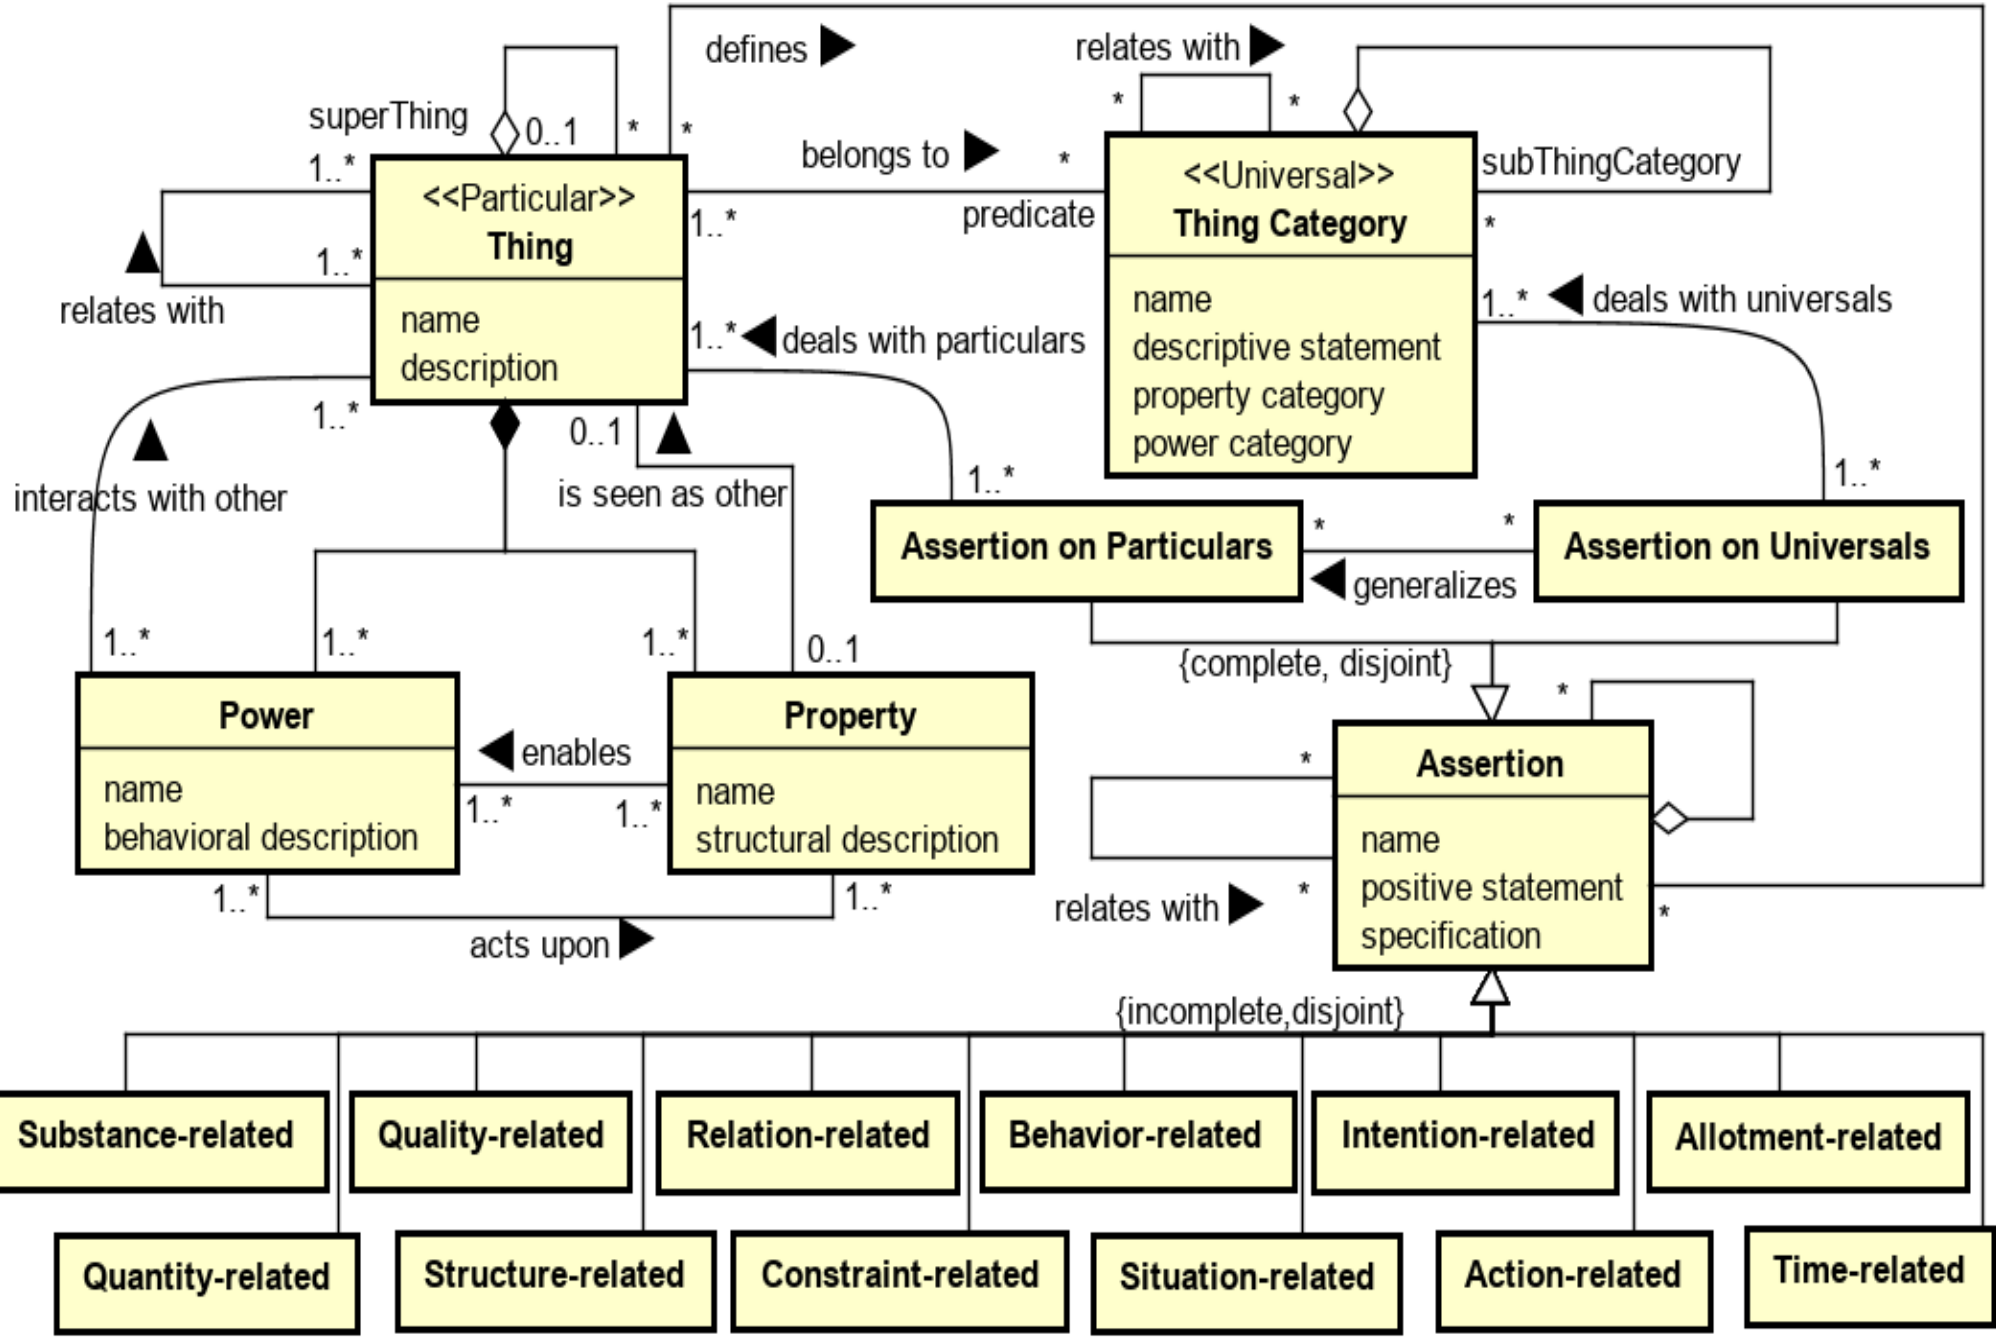 defines
relates with
superThing
0..1
*
*
*
*
1..*
belongs to
*
<<Particular>>
Thing
<<Universal>>
Thing Category
subThingCategory
1..*
predicate
*
1..*
relates with
name
description
1..*
deals with particulars
name
descriptive statement
property category
power category
1..*
deals with universals
1..*
0..1
interacts with other
is seen as other
1..*
1..*
Assertion on Particulars
*
*
Assertion on Universals
generalizes
1..*
1..*
1..*
0..1
{complete, disjoint}
Power
name
behavioral description
enables
1..*
1..*
Property
name
structural description
*
*
Assertion
name
positive statement
specification
relates with
*
*
1..*
1..*
acts upon
{incomplete,disjoint}
Substance-related
Quality-related
Relation-related
Behavior-related
Intention-related
Allotment-related
Quantity-related
Structure-related
Constraint-related
Situation-related
Action-related
Time-related